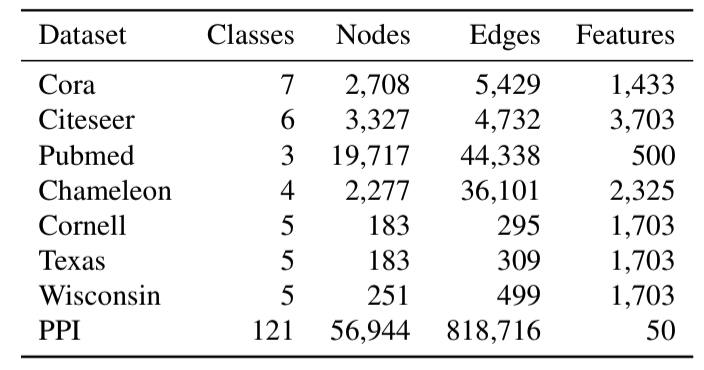 Dataset Classes Nodes Edges Features
Cora 7 2,708 5,429 1,433
Citeseer 6 3,327 4,732 3,703
Pubmed 3 19,717 44,338 500
Chameleon 4 2,277 36,101 2,325
Cornell 5 183 295 1,703
Texas 5 183 309 1,703
Wisconsin 5 251 499 1,703
PPI 121 56,944 818,716 50